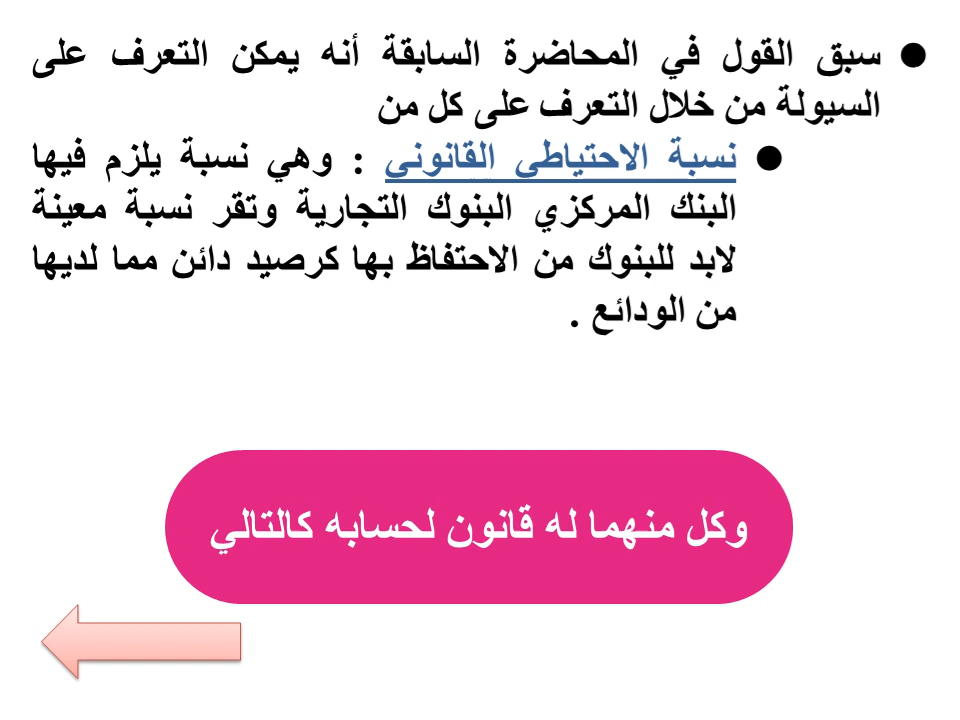 سبق القول في المحاضرة السابقة أنه يمكن التعرف على
السيولة من خلال التعرف على كل من
نسبة الاحتياطي القانوني : وهي نسبة يلزم فيها
البنك المركزي البنوك التجارية وتقر نسبة معينة
لابد للبنوك من الاحتفاظ بها كرصيد دائن مما لديها
من الودائع .
وكل منهما له قانون لحسابه كالتالي